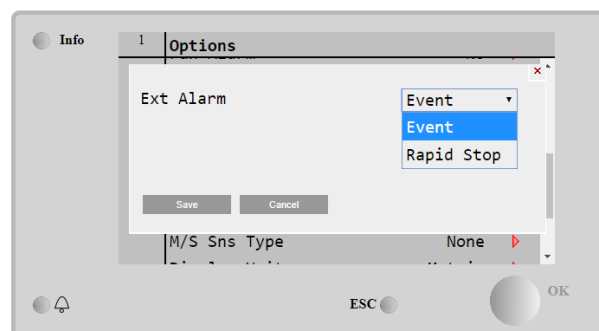 Info
1 Options
Ext Alarm Event
Event
Rapid Stop
Save Cancel
M/S Sns Type None
ESC
OK